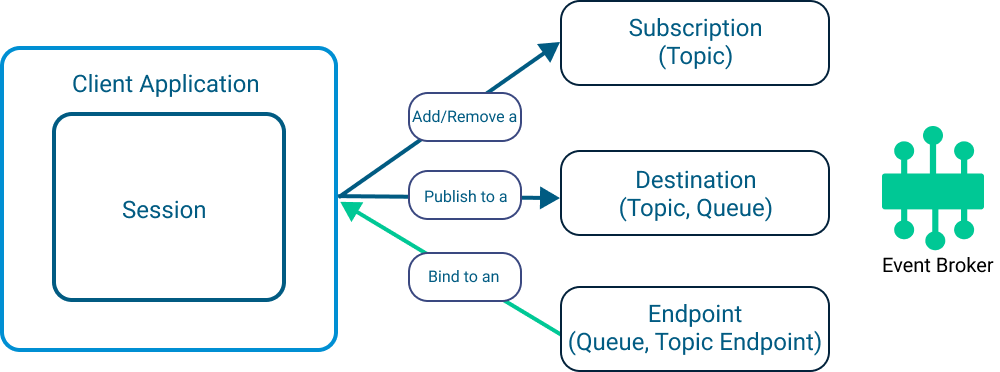 Client Application
Session
Add/Remove a
Subscription
(Topic)
Publish to a
Destination
(Topic, Queue)
Bind to an
Endpoint
(Queue, Topic Endpoint)
Event Broker